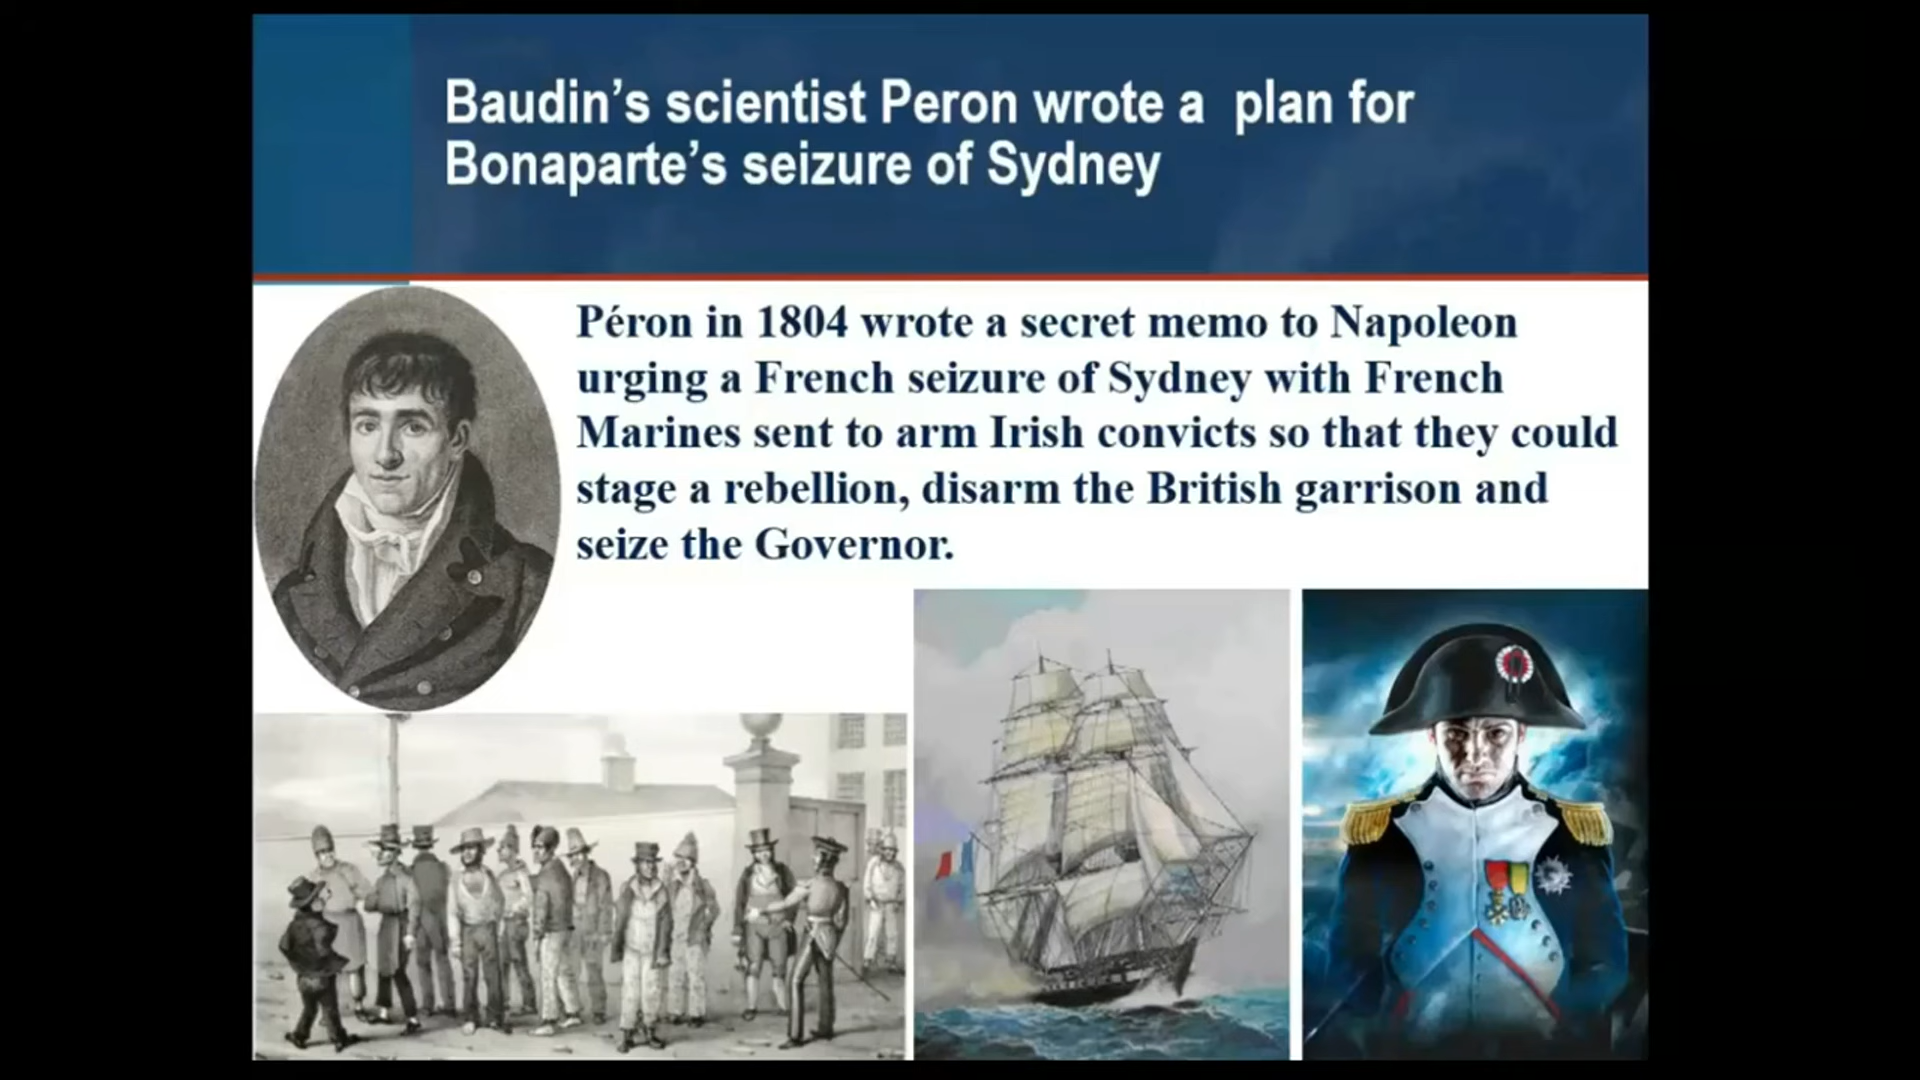 Baudin’s scientist Peron wrote a plan for
Bonaparte’s seizure of Sydney
Péron in 1804 wrote a secret memo to Napoleon
urging a French seizure of Sydney with French
Marines sent to arm Irish convicts so that they could
stage a rebellion, disarm the British garrison and
seize the Governor.